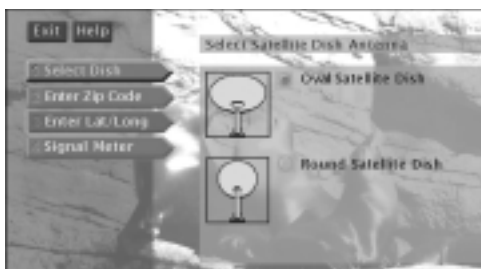 Exit Help
Select Satellite Dish Antenna
Select Dish
Enter Zip Code
Enter Lat/Long
Signal Meter
Oval Satellite Dish
Round Satellite Dish